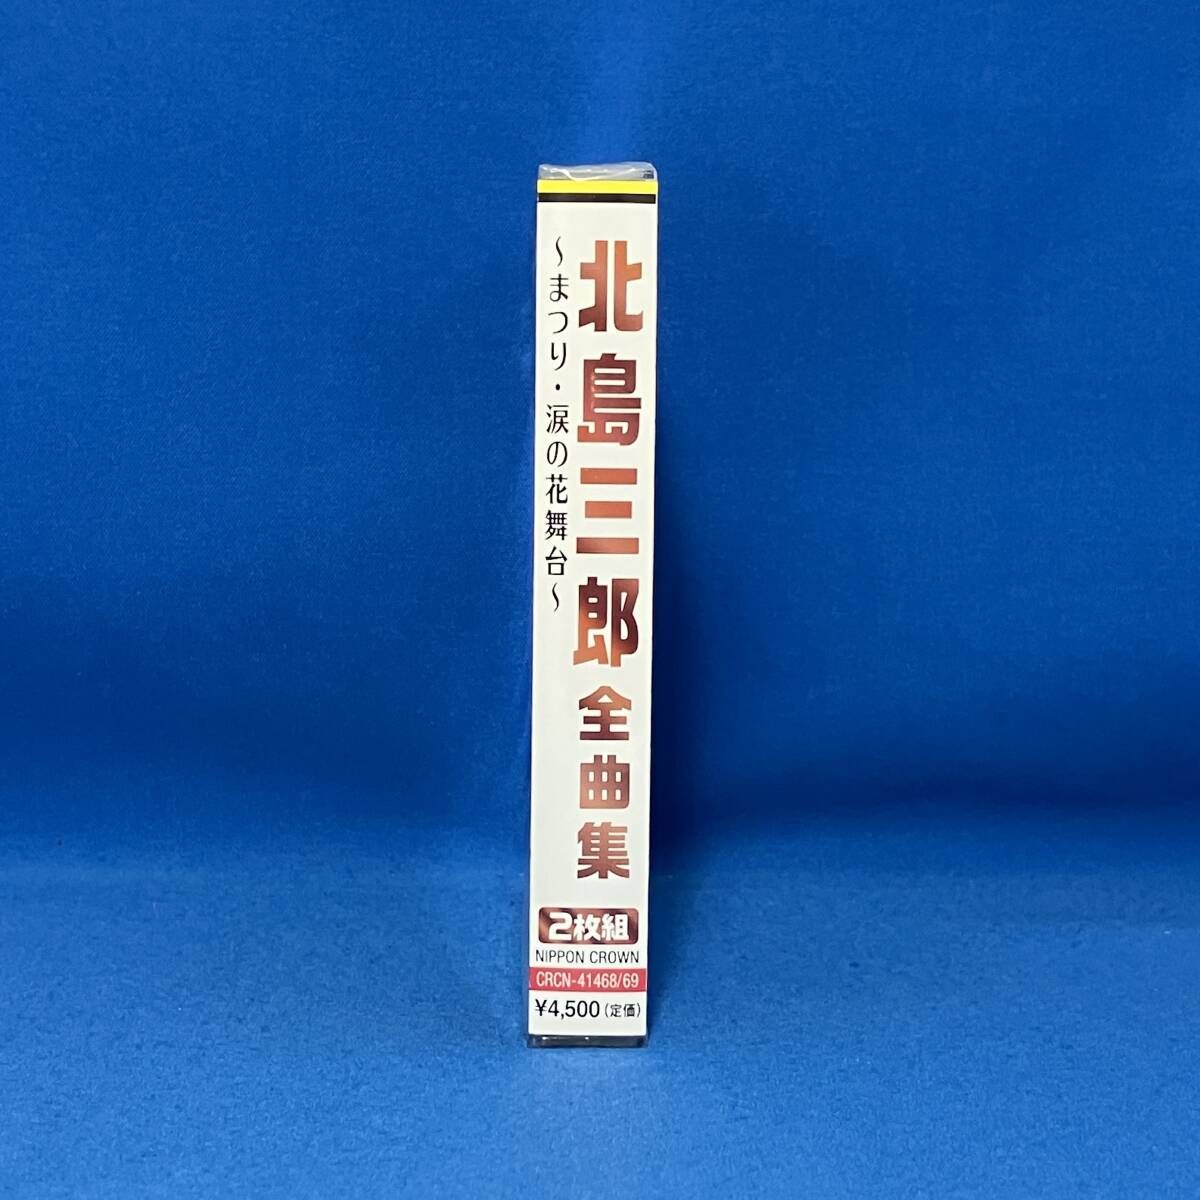 北島三郎全曲集
～まつり・涙の花舞台～
2枚組
NIPPON CROWN
CRCN-41468/69
¥4,500(定価)